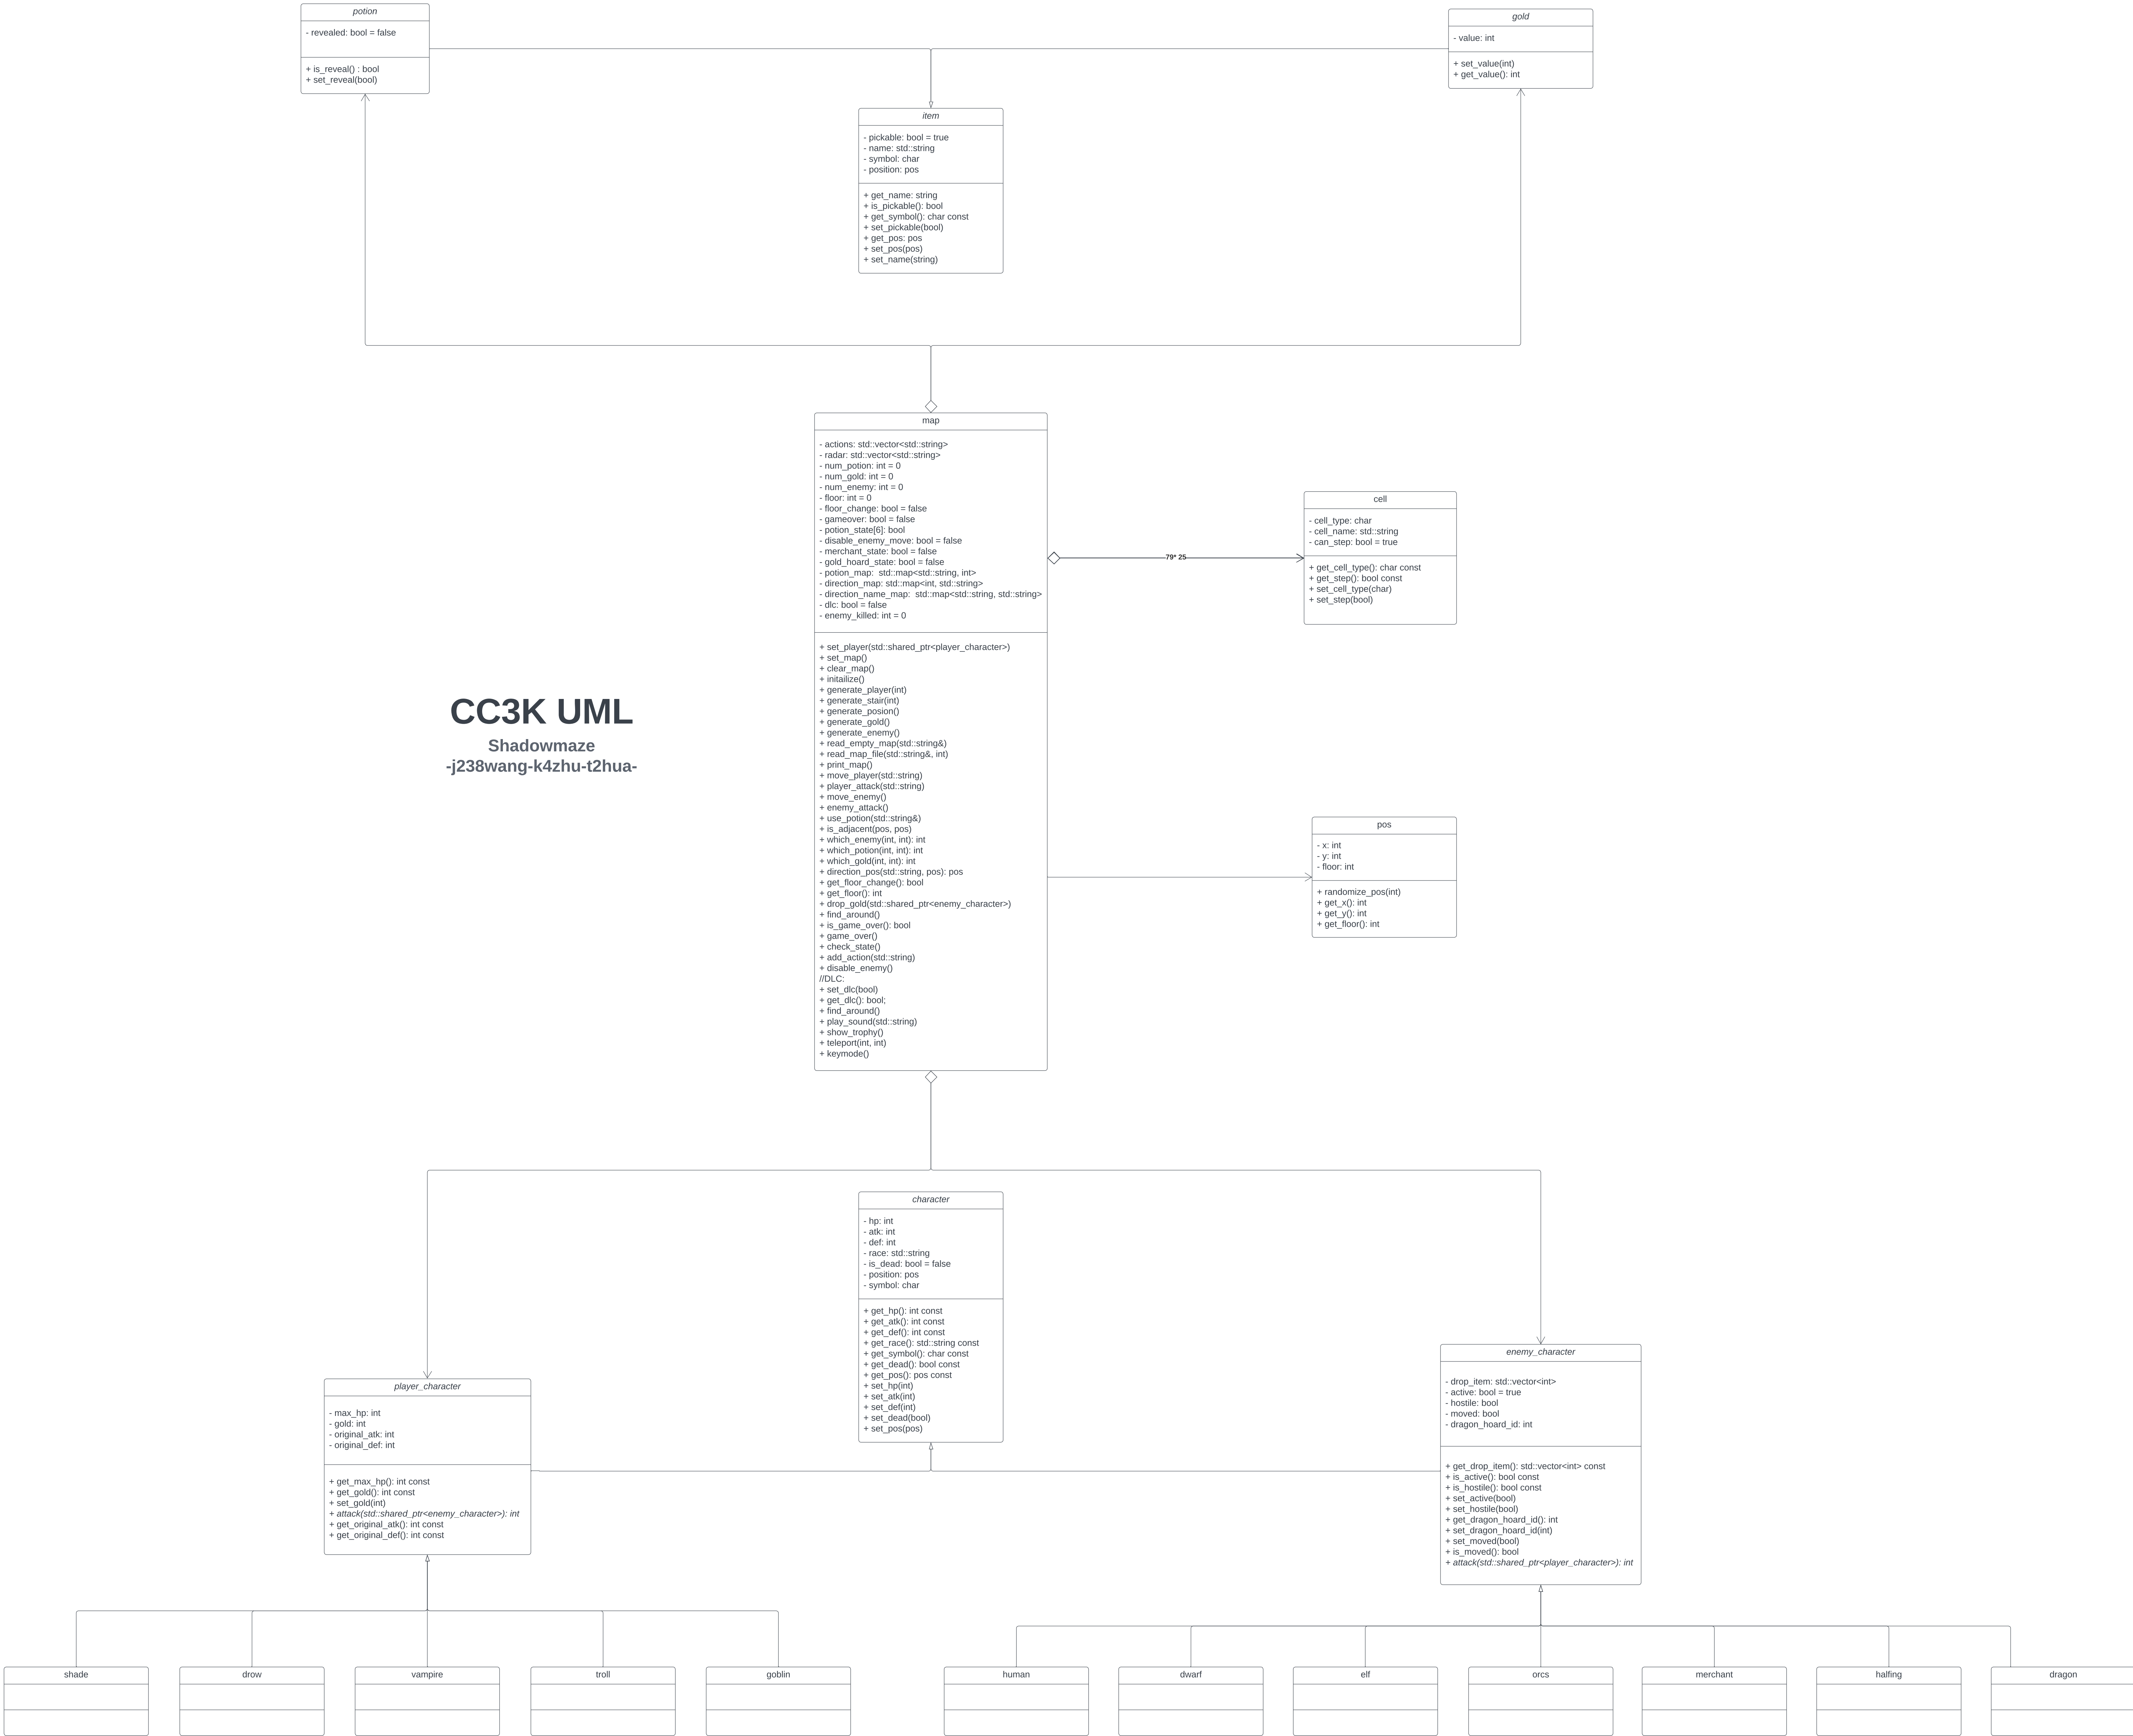 potion
- revealed: bool = false
+ is_reveal() : bool
+ set_reveal(bool)
gold
- value: int
+ set_value(int)
+ get_value(): int
item
- pickable: bool = true
- name: std::string
- symbol: char
- position: pos
+ get_name: string
+ is_pickable(): bool
+ get_symbol(): char const
+ set_pickable(bool)
+ get_pos: pos
+ set_pos(pos)
+ set_name(string)
map
- actions: std::vector<std::string>
- radar: std::vector<std::string>
- num_potion: int = 0
- num_gold: int = 0
- num_enemy: int = 0
- floor: int = 0
- floor_change: bool = false
- gameover: bool = false
- potion_state[6]: bool
- disable_enemy_move: bool = false
- merchant_state: bool = false
- gold_hoard_state: bool = false
- potion_map:  std::map<std::string, int>
- direction_map: std::map<int, std::string>
- direction_name_map:  std::map<std::string, std::string>
- dlc: bool = false
- enemy_killed: int = 0
+ set_player(std::shared_ptr<player_character>)
+ set_map()
+ clear_map()
+ initailize()
+ generate_player(int)
+ generate_stair(int)
+ generate_posion()
+ generate_gold()
+ generate_enemy()
+ read_empty_map(std::string&)
+ read_map_file(std::string&, int)
+ print_map()
+ move_player(std::string)
+ player_attack(std::string)
+ move_enemy()
+ enemy_attack()
+ use_potion(std::string&)
+ is_adjacent(pos, pos)
+ which_enemy(int, int): int
+ which_potion(int, int): int
+ which_gold(int, int): int
+ direction_pos(std::string, pos): pos
+ get_floor_change(): bool
+ get_floor(): int
+ drop_gold(std::shared_ptr<enemy_character>)
+ find_around()
+ is_game_over(): bool
+ game_over()
+ check_state()
+ add_action(std::string)
+ disable_enemy()
//DLC:
+ set_dlc(bool)
+ get_dlc(): bool;
+ find_around()
+ play_sound(std::string)
+ show_trophy()
+ teleport(int, int)
+ keymode()
79* 25
cell
- cell_type: char
- cell_name: std::string
- can_step: bool = true
+ get_cell_type(): char const
+ get_step(): bool const
+ set_cell_type(char)
+ set_step(bool)
CC3K UML
Shadowmaze
-j238wang-k4zhu-t2hua-
pos
- x: int
- y: int
- floor: int
+ randomize_pos(int)
+ get_x(): int
+ get_y(): int
+ get_floor(): int
character
- hp: int
- atk: int
- def: int
- race: std::string
- is_dead: bool = false
- position: pos
- symbol: char
+ get_hp(): int const
+ get_atk(): int const
+ get_def(): int const
+ get_race(): std::string const
+ get_symbol(): char const
+ get_dead(): bool const
+ get_pos(): pos const
+ set_hp(int)
+ set_atk(int)
+ set_def(int)
+ set_dead(bool)
+ set_pos(pos)
player_character
- max_hp: int
- gold: int
- original_atk: int
- original_def: int
+ get_max_hp(): int const
+ get_gold(): int const
+ set_gold(int)
+ attack(std::shared_ptr<enemy_character>): int
+ get_original_atk(): int const
+ get_original_def(): int const
enemy_character
- drop_item: std::vector<int>
- active: bool = true
- hostile: bool
- moved: bool
- dragon_hoard_id: int
+ get_drop_item(): std::vector<int> const
+ is_active(): bool const
+ is_hostile(): bool const
+ set_active(bool)
+ set_hostile(bool)
+ get_dragon_hoard_id(): int
+ set_dragon_hoard_id(int)
+ set_moved(bool)
+ is_moved(): bool
+ attack(std::shared_ptr<player_character>): int
shade
drow
vampire
troll
goblin
human
dwarf
elf
orcs
merchant
halfing
dragon